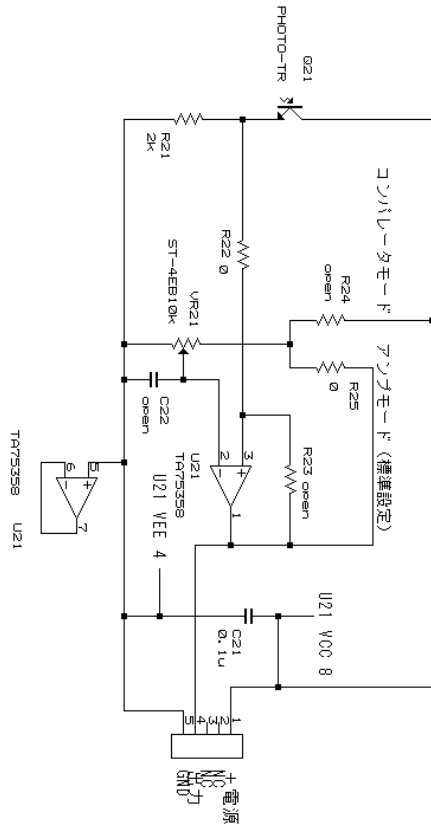 Q21
PHOTO-TR
コンパレータモード
アンプモード (標準設定)
R24
open
R25
0
R21
2k
R22 0
R23 open
VR21
ST-4EB10k
C22
open
3
2
1
U21
TA75358
U21 VCC 8
C21
0.1u
U21 VEE 4
1
2
3
4
5
+電源
NC
出力
GND
5
6
7
TA75358
U21